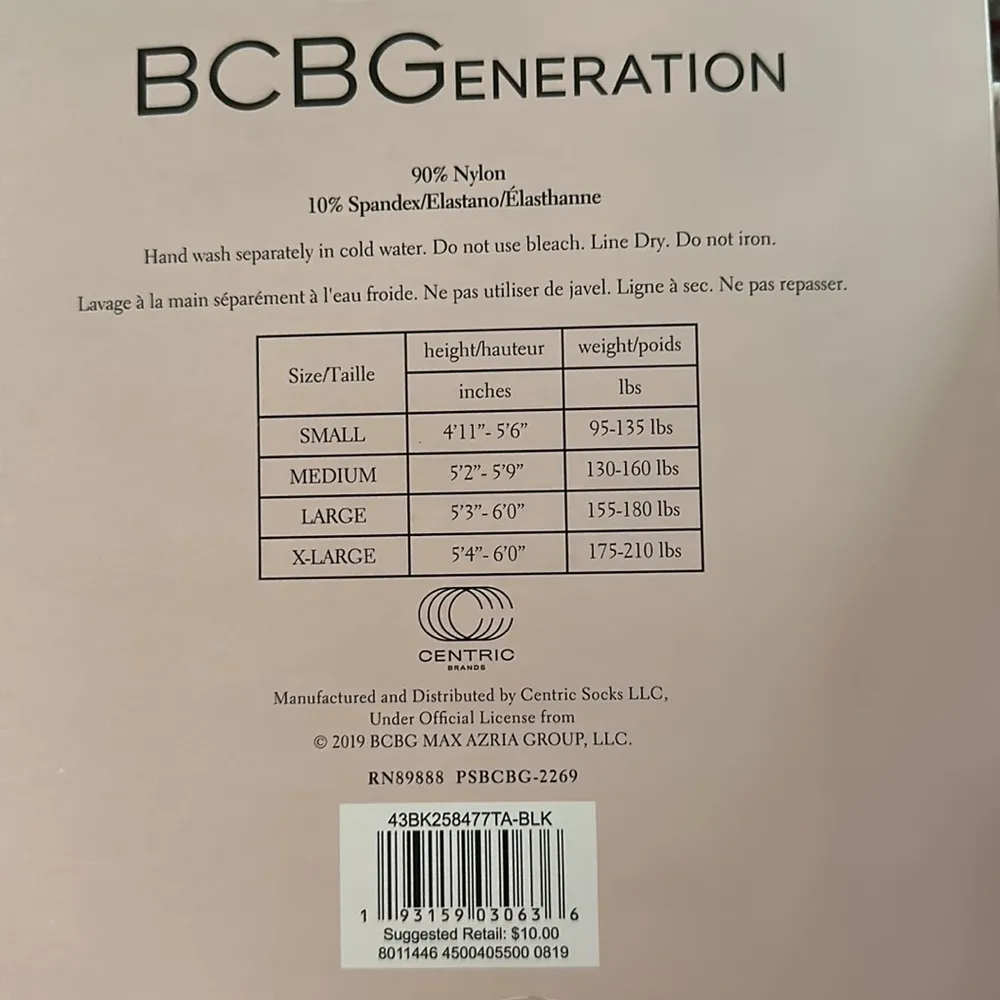 BCBGENERATION
90% Nylon
10% Spandex/Elastano/Élasthanne
Hand wash separately in cold water. Do not use bleach. Line Dry. Do not iron.
Lavage à la main séparément à l'eau froide. Ne pas utiliser de javel. Ligne à sec. Ne pas repasser.
Size/Taille height/hauteur weight/poids
inches lbs
SMALL 4’11”- 5’6” 95-135 lbs
MEDIUM 5’2”- 5’9” 130-160 lbs
LARGE 5’3”- 6’0” 155-180 lbs
X-LARGE 5’4”- 6’0” 175-210 lbs
CENTRIC
BRANDS
Manufactured and Distributed by Centric Socks LLC,
Under Official License from
© 2019 BCBG MAX AZRIA GROUP, LLC.
RN89888 PSBCBG-2269
43BK258477TA-BLK
1 93159 03063 6
Suggested Retail: $10.00
8011446 4500405500 0819